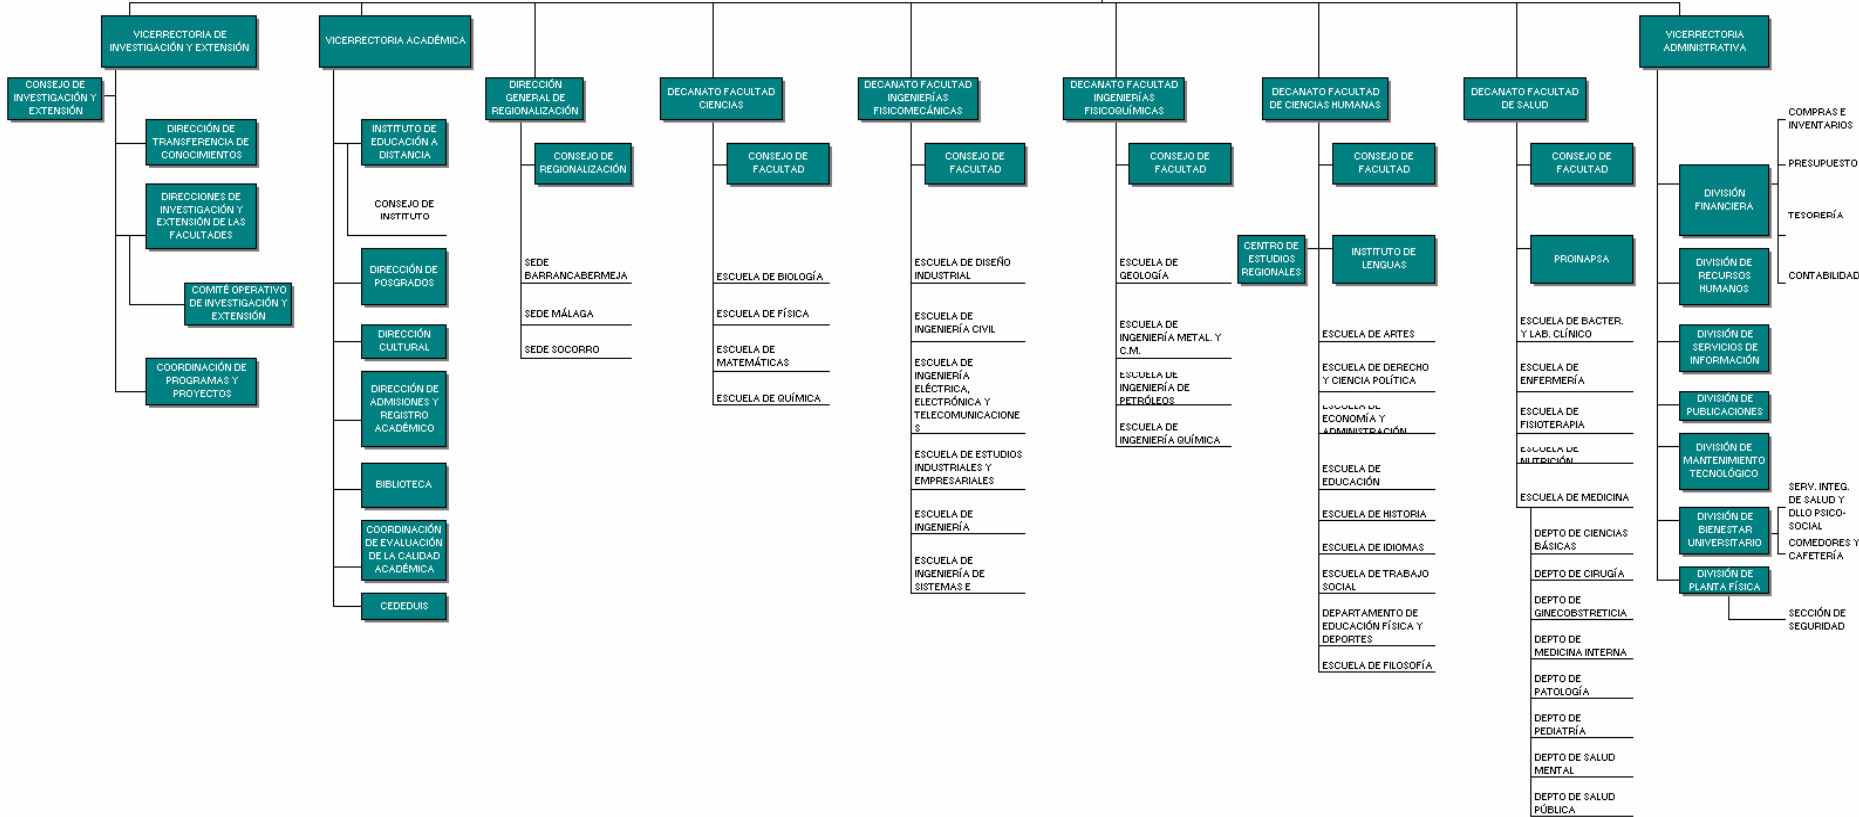 VICERRECTORIA DE
INVESTIGACIÓN Y EXTENSIÓN
CONSEJO DE
INVESTIGACIÓN Y
EXTENSIÓN
DIRECCIÓN DE
TRANSFERENCIA DE
CONOCIMIENTOS
DIRECCIONES DE
INVESTIGACIÓN Y
EXTENSIÓN DE LAS
FACULTADES
COMITÉ OPERATIVO
DE INVESTIGACIÓN Y
EXTENSIÓN
COORDINACIÓN DE
PROGRAMAS Y
PROYECTOS
VICERRECTORIA ACADÉMICA
INSTITUTO DE
EDUCACIÓN A
DISTANCIA
CONSEJO DE
INSTITUTO
DIRECCIÓN DE
POSGRADOS
DIRECCIÓN
CULTURAL
DIRECCIÓN DE
ADMISIONES Y
REGISTRO
ACADÉMICO
BIBLIOTECA
COORDINACIÓN
DE EVALUACIÓN
DE LA CALIDAD
ACADÉMICA
CEDEDUIS
DIRECCIÓN
GENERAL DE
REGIONALIZACIÓN
CONSEJO DE
REGIONALIZACIÓN
SEDE
BARRANCABERMEJA
SEDE MÁLAGA
SEDE SOCORRO
DECANATO FACULTAD
CIENCIAS
CONSEJO DE
FACULTAD
ESCUELA DE BIOLOGÍA
ESCUELA DE FÍSICA
ESCUELA DE
MATEMÁTICAS
ESCUELA DE QUÍMICA
DECANATO FACULTAD
INGENIERÍAS
FISICOMECÁNICAS
CONSEJO DE
FACULTAD
ESCUELA DE DISEÑO
INDUSTRIAL
ESCUELA DE
INGENIERÍA CIVIL
ESCUELA DE
INGENIERÍA
ELÉCTRICA,
ELECTRÓNICA Y
TELECOMUNICACIONE
S
ESCUELA DE ESTUDIOS
INDUSTRIALES Y
EMPRESARIALES
ESCUELA DE
INGENIERÍA
ESCUELA DE
INGENIERÍA DE
SISTEMAS E
DECANATO FACULTAD
INGENIERÍAS
FISICOQUÍMICAS
CONSEJO DE
FACULTAD
ESCUELA DE
GEOLOGÍA
ESCUELA DE
INGENIERÍA METAL. Y
C.M.
ESCUELA DE
INGENIERÍA DE
PETRÓLEOS
ESCUELA DE
INGENIERÍA QUÍMICA
DECANATO FACULTAD
DE CIENCIAS HUMANAS
CONSEJO DE
FACULTAD
CENTRO DE
ESTUDIOS
REGIONALES
INSTITUTO DE
LENGUAS
ESCUELA DE ARTES
ESCUELA DE DERECHO
Y CIENCIA POLÍTICA
ESCUELA DE
ECONOMÍA Y
ADMINISTRACIÓN
ESCUELA DE
EDUCACIÓN
ESCUELA DE HISTORIA
ESCUELA DE IDIOMAS
ESCUELA DE TRABAJO
SOCIAL
DEPARTAMENTO DE
EDUCACIÓN FÍSICA Y
DEPORTES
ESCUELA DE FILOSOFÍA
DECANATO FACULTAD
DE SALUD
CONSEJO DE
FACULTAD
PROINAPSA
ESCUELA DE BACTER.
Y LAB. CLÍNICO
ESCUELA DE
ENFERMERÍA
ESCUELA DE
FISIOTERAPIA
ESCUELA DE
NUTRICIÓN
ESCUELA DE MEDICINA
DEPTO DE CIENCIAS
BÁSICAS
DEPTO DE CIRUGÍA
DEPTO DE
GINECOBSTRETICIA
DEPTO DE
MEDICINA INTERNA
DEPTO DE
PATOLOGÍA
DEPTO DE
PEDIATRÍA
DEPTO DE SALUD
MENTAL
DEPTO DE SALUD
PÚBLICA
VICERRECTORIA
ADMINISTRATIVA
DIVISIÓN
FINANCIERA
COMPRAS E
INVENTARIOS
PRESUPUESTO
TESORERÍA
CONTABILIDAD
DIVISIÓN DE
RECURSOS
HUMANOS
DIVISIÓN DE
SERVICIOS DE
INFORMACIÓN
DIVISIÓN DE
PUBLICACIONES
DIVISIÓN DE
MANTENIMIENTO
TECNOLÓGICO
DIVISIÓN DE
BIENESTAR
UNIVERSITARIO
SERV. INTEG.
DE SALUD Y
DLLO PSICO-
SOCIAL
COMEDORES Y
CAFETERÍA
DIVISIÓN DE
PLANTA FÍSICA
SECCIÓN DE
SEGURIDAD